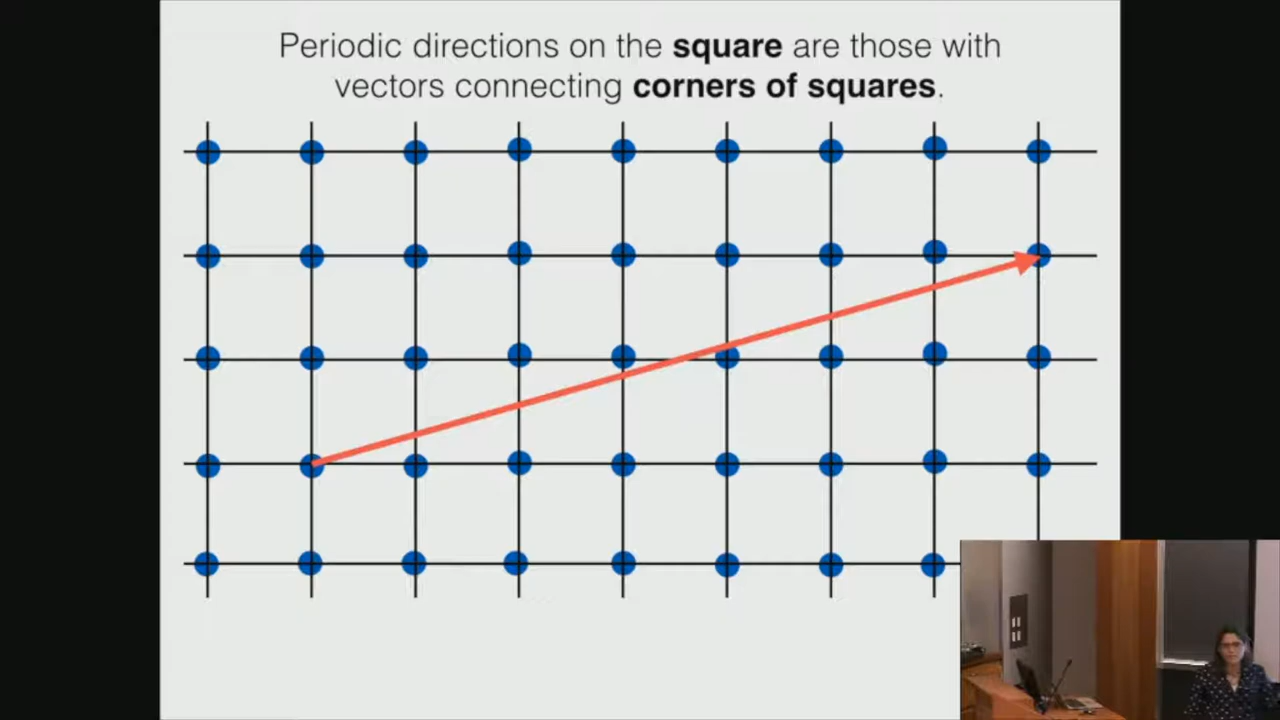 Periodic directions on the square are those with
vectors connecting corners of squares.